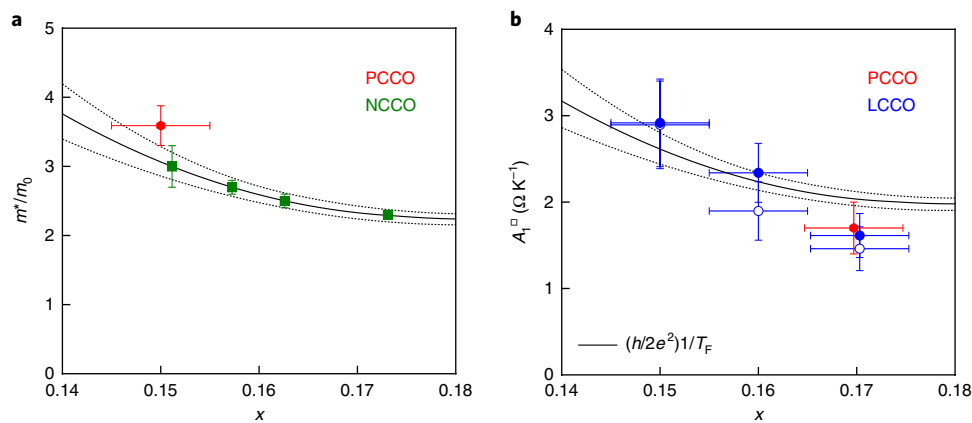 a
5
4
3
2
1
0
m*/m₀
PCCO
NCCO
0.14 0.15 0.16 0.17 0.18
x
b
4
3
2
1
0
A₁□ (Ω K⁻¹)
PCCO
LCCO
(h/2e²)1/T_F
0.14 0.15 0.16 0.17 0.18
x